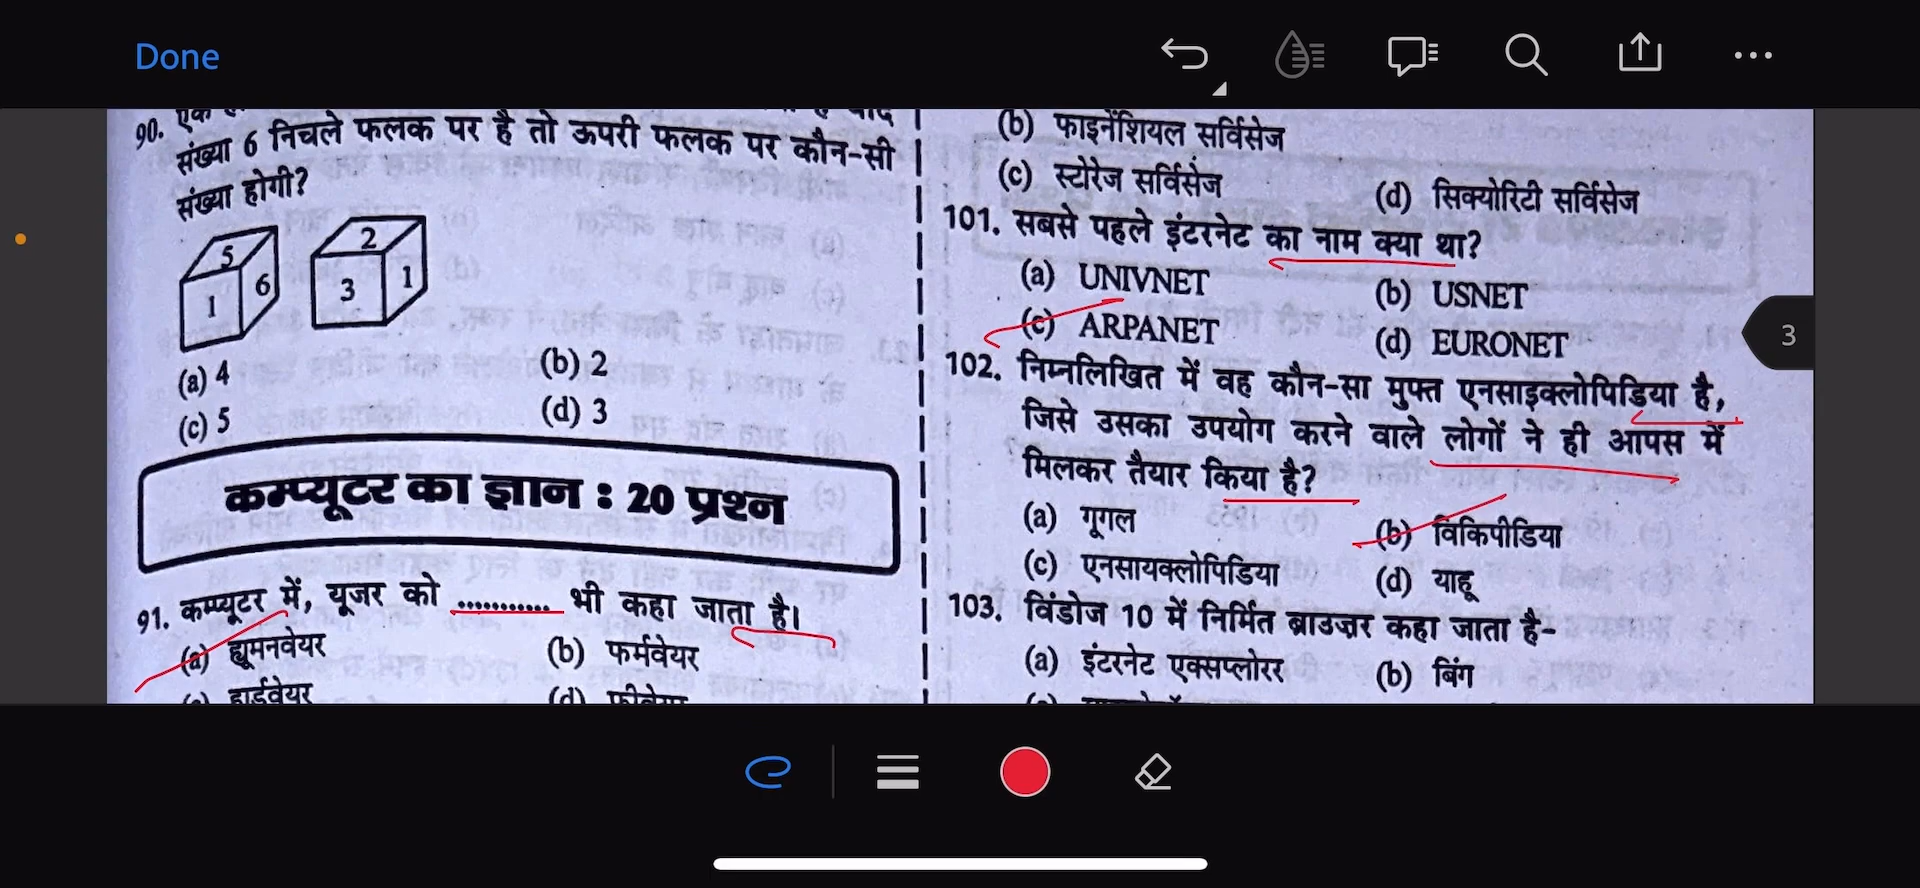 Done
90. एक
संख्या 6 निचले फलक पर है तो ऊपरी फलक पर कौन-सी
संख्या होगी?
5
1
6
2
3
1
(a) 4
(b) 2
(c) 5
(d) 3
कम्प्यूटर का ज्ञान : 20 प्रश्न
91. कम्प्यूटर में, यूजर को ............ भी कहा जाता है।
(a) ह्यूमनवेयर
(b) फर्मवेयर
हार्डवेयर
(b) फाइनेंशियल सर्विसेज
(c) स्टोरेज सर्विसेज
(d) सिक्योरिटी सर्विसेज
101. सबसे पहले इंटरनेट का नाम क्या था?
(a) UNIVNET
(b) USNET
(c) ARPANET
(d) EURONET
102. निम्नलिखित में वह कौन-सा मुफ्त एनसाइक्लोपिडिया है,
जिसे उसका उपयोग करने वाले लोगों ने ही आपस में
मिलकर तैयार किया है?
(a) गूगल
(b) विकिपीडिया
(c) एनसायक्लोपिडिया
(d) याहू
103. विंडोज 10 में निर्मित ब्राउज़र कहा जाता है-
(a) इंटरनेट एक्सप्लोरर
(b) बिंग
3